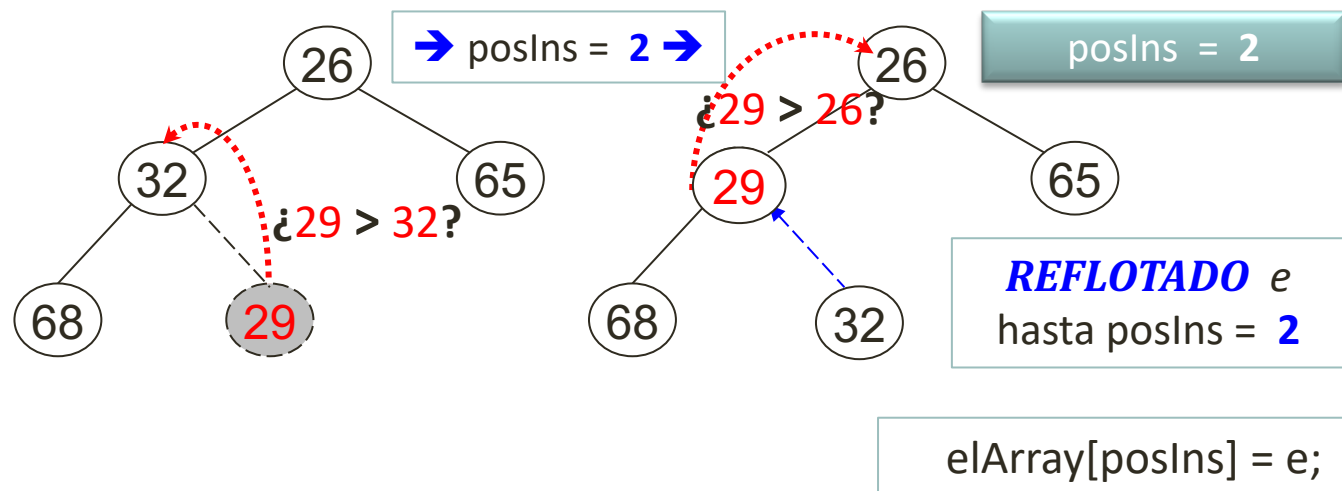 26
➔ posIns = 2 ➔
26
posIns = 2
¿29 > 26?
32
65
29
65
¿29 > 32?
REFLOTADO e
hasta posIns = 2
68
29
68
32
elArray[posIns] = e;